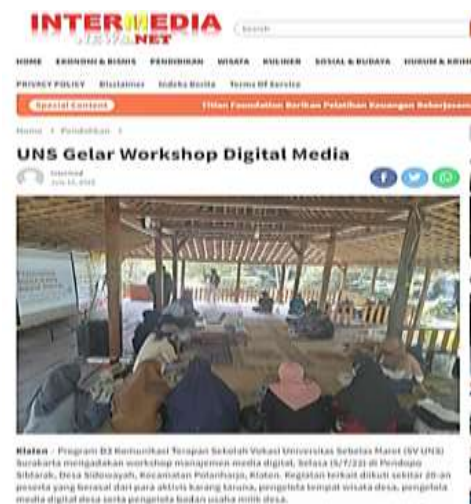 INTERMEDIA
NEWS.NET
Search
HOME EKONOMI & BISNIS PENDIDIKAN WISATA KULINER SOSIAL & BUDAYA HUKUM & KRIM
PRIVACY POLICY Disclaimer Indeks Berita Terms Of Service
Special Content
Titian Foundation Berikan Pelatihan Keuangan Bekerjasam
Home > Pendidikan >
UNS Gelar Workshop Digital Media
Intermed
Klaten - Program D3 Komunikasi Terapan Sekolah Vokasi Universitas Sebelas Maret (SV UNS)
Surakarta mengadakan workshop manajemen media digital, Selasa (5/7/22) di Pendopo
Siblarak, Desa Sidowayah, Kecamatan Polanharjo, Klaten. Kegiatan terkait diikuti sekitar 20-an
peserta yang berasal dari para aktivis karang taruna, pengelola tempat wisata desa, pengelola
media digital desa serta pengelola badan usaha milik desa.